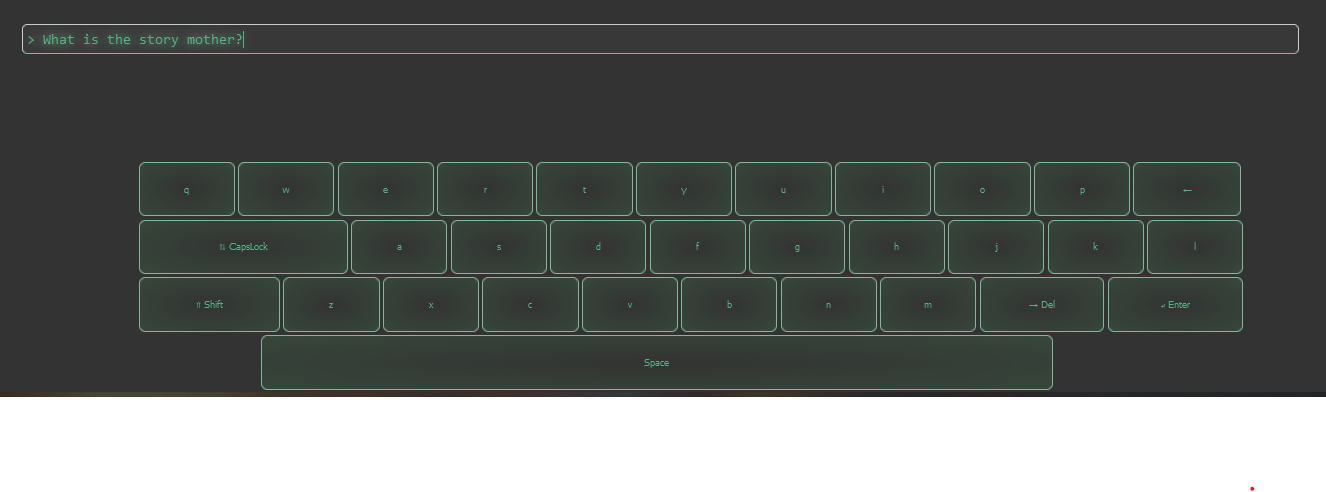 > What is the story mother?
q w e r t y u i o p ←
⇅ CapsLock a s d f g h j k l
⇧ Shift z x c v b n m → Del ↲ Enter
Space